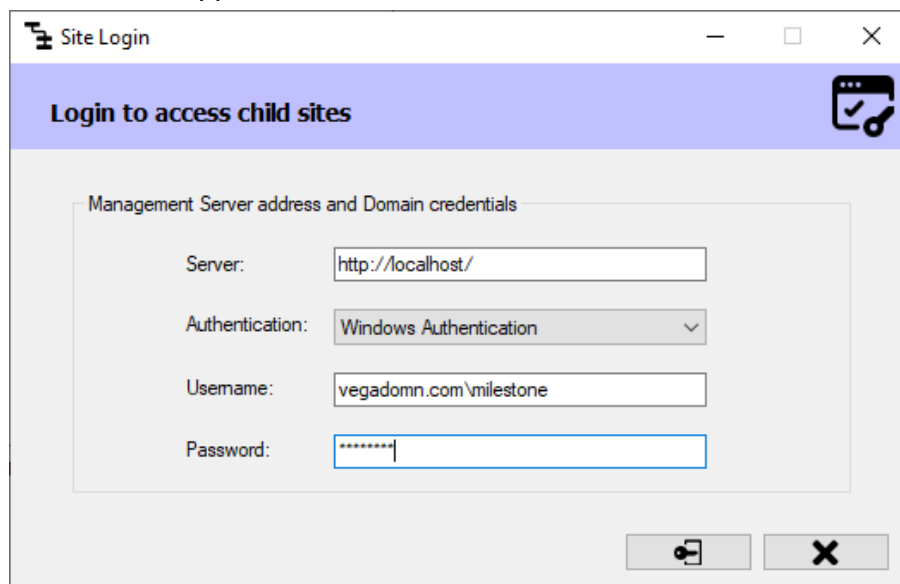 Site Login
Login to access child sites
Management Server address and Domain credentials
Server: http://localhost/
Authentication: Windows Authentication
Username: vegadomn.com\milestone
Password: ********